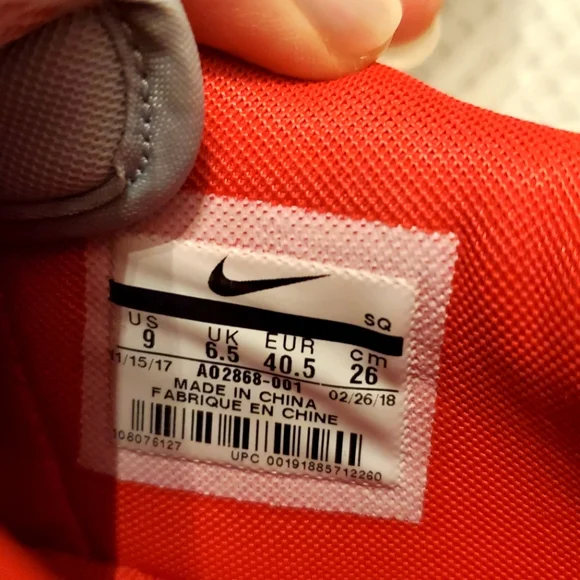 SQ
US UK EUR cm
9 6.5 40.5 26
11/15/17 AO2868-001 02/26/18
MADE IN CHINA
FABRIQUE EN CHINE
108076127
UPC 00191885712260